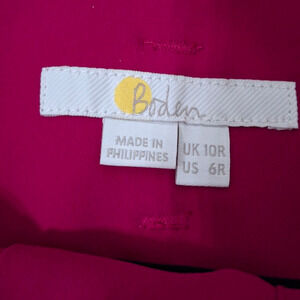 Boden
MADE IN
PHILIPPINES
UK 10R
US 6R